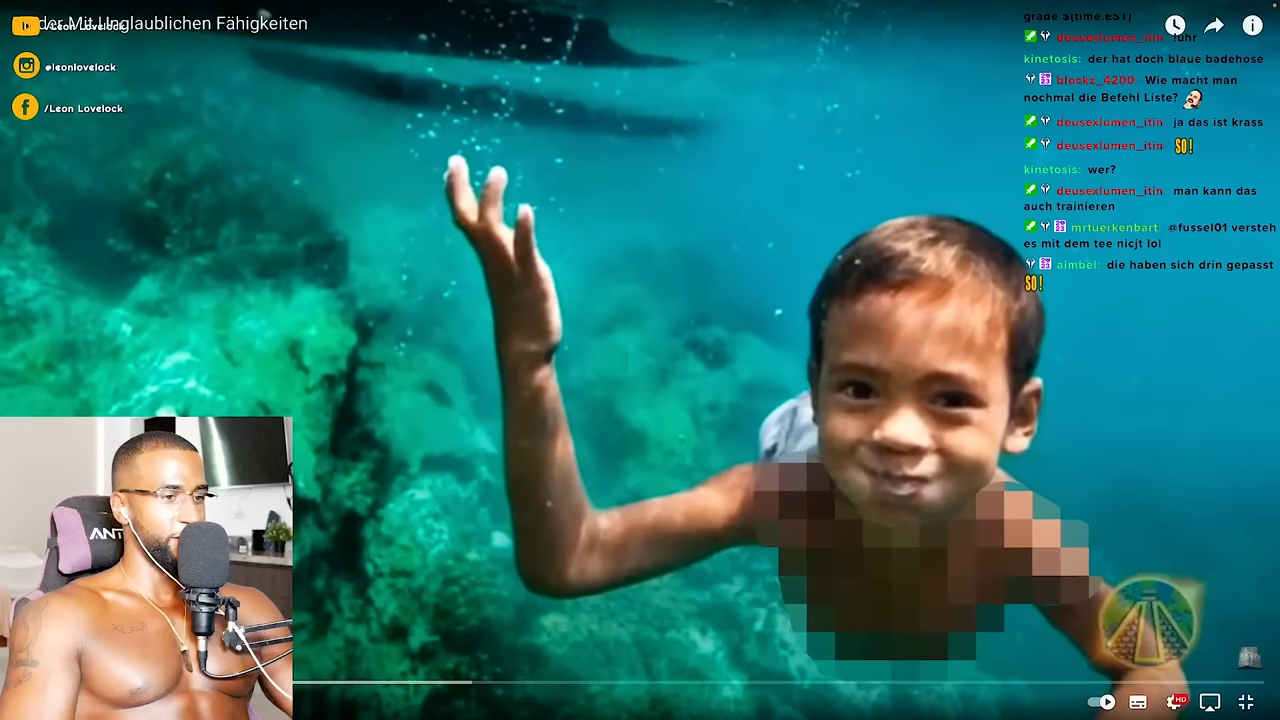 der Mit Unglaublichen Fähigkeiten
/Leon Lovelock
@leonlovelock
/Leon Lovelock
grade $(time.EST)
deusexlumen_itin: !uhr
kinetosis: der hat doch blaue badehose
blockz_4200: Wie macht man
nochmal die Befehl Liste?
deusexlumen_itin: ja das ist krass
deusexlumen_itin: SO!
kinetosis: wer?
deusexlumen_itin: man kann das
auch trainieren
mrtuerkenbart: @fussel01 versteh
es mit dem tee nicjt lol
aimbel: die haben sich drin gepasst
SO!
ANT
HD